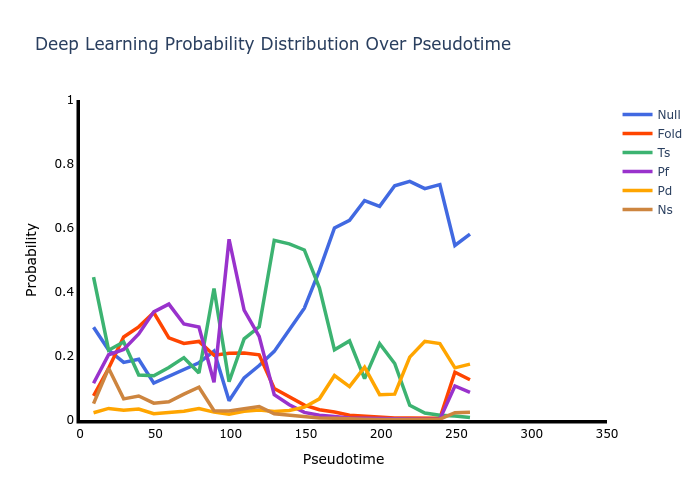 Deep Learning Probability Distribution Over Pseudotime
1
0.8
0.6
0.4
0.2
0
Probability
0 50 100 150 200 250 300 350
Pseudotime
Null
Fold
Ts
Pf
Pd
Ns